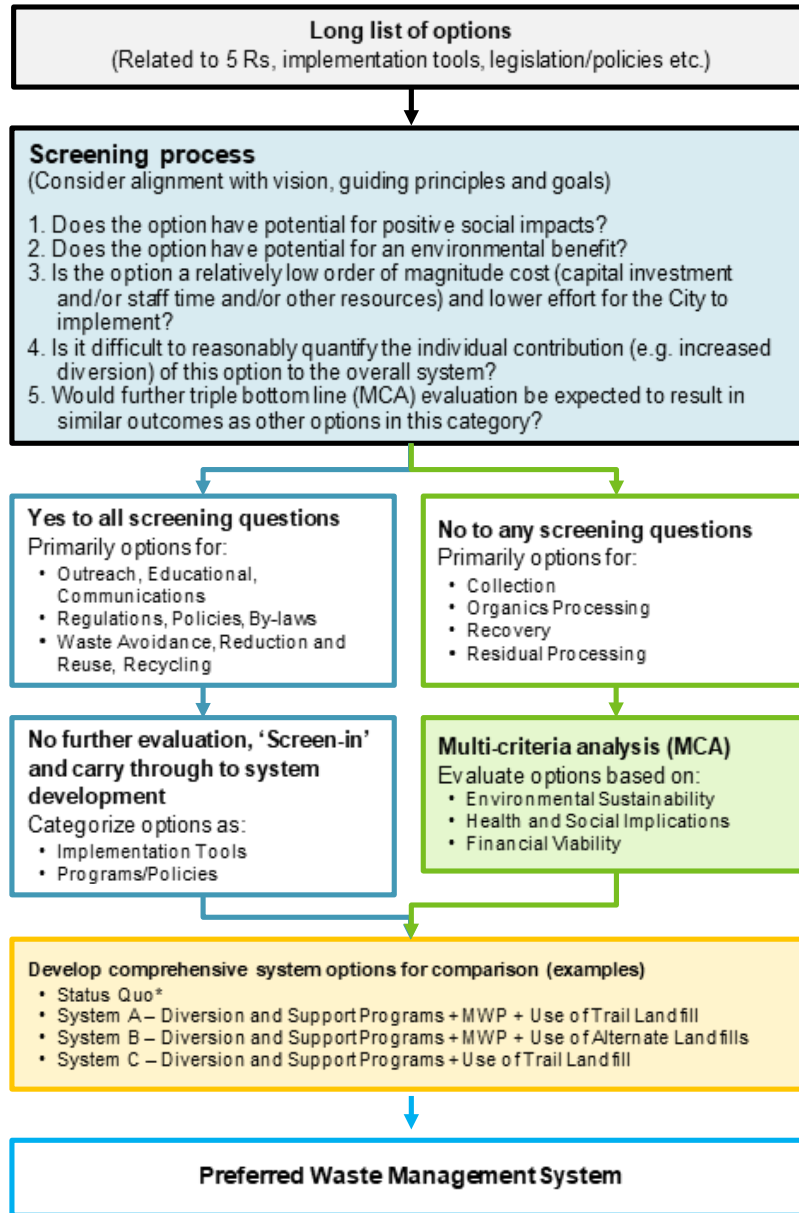 Long list of options
(Related to 5 Rs, implementation tools, legislation/policies etc.)
Screening process
(Consider alignment with vision, guiding principles and goals)
1. Does the option have potential for positive social impacts?
2. Does the option have potential for an environmental benefit?
3. Is the option a relatively low order of magnitude cost (capital investment
and/or staff time and/or other resources) and lower effort for the City to
implement?
4. Is it difficult to reasonably quantify the individual contribution (e.g. increased
diversion) of this option to the overall system?
5. Would further triple bottom line (MCA) evaluation be expected to result in
similar outcomes as other options in this category?
Yes to all screening questions
Primarily options for:
• Outreach, Educational,
Communications
• Regulations, Policies, By-laws
• Waste Avoidance, Reduction and
Reuse, Recycling
No to any screening questions
Primarily options for:
• Collection
• Organics Processing
• Recovery
• Residual Processing
No further evaluation, ‘Screen-in’
and carry through to system
development
Categorize options as:
• Implementation Tools
• Programs/Policies
Multi-criteria analysis (MCA)
Evaluate options based on:
• Environmental Sustainability
• Health and Social Implications
• Financial Viability
Develop comprehensive system options for comparison (examples)
• Status Quo*
• System A – Diversion and Support Programs + MWP + Use of Trail Landfill
• System B – Diversion and Support Programs + MWP + Use of Alternate Landfills
• System C – Diversion and Support Programs + Use of Trail Landfill
Preferred Waste Management System